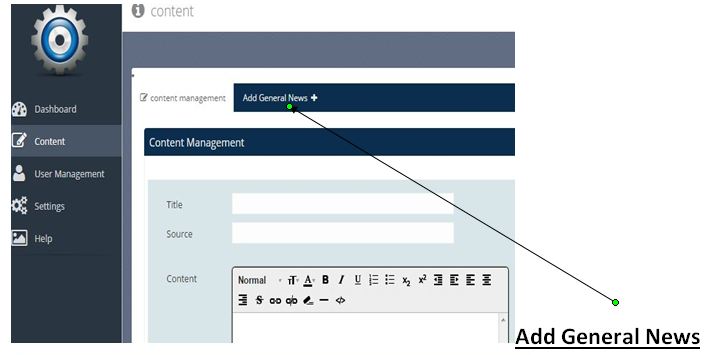 content
content management
Add General News +
Dashboard
Content
User Management
Settings
Help
Content Management
Title
Source
Content
Normal
Add General News